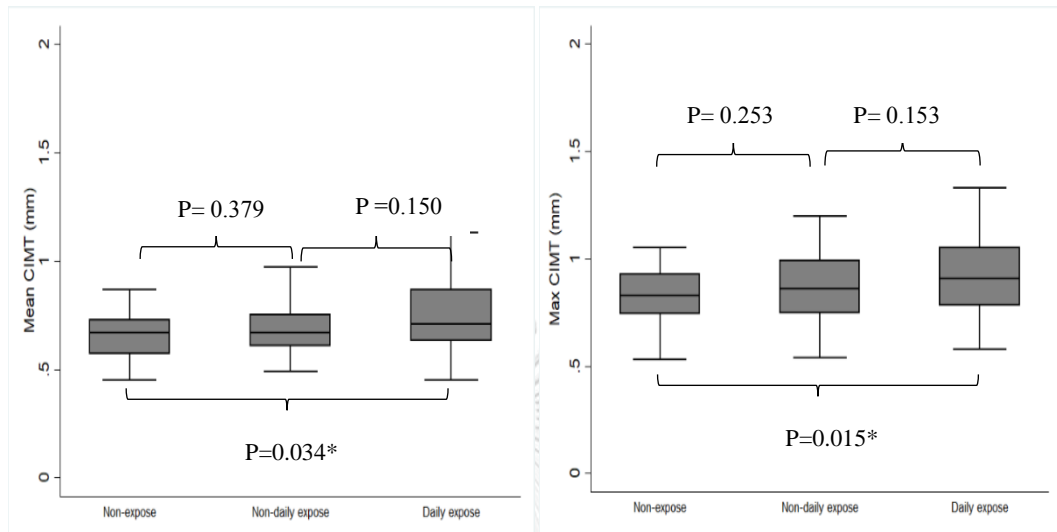 2
1.5
1
.5
0
Mean CIMT (mm)
P= 0.379
P =0.150
P=0.034*
Non-expose
Non-daily expose
Daily expose
2
1.5
1
.5
0
Max CIMT (mm)
P= 0.253
P= 0.153
P=0.015*
Non-expose
Non-daily expose
Daily expose